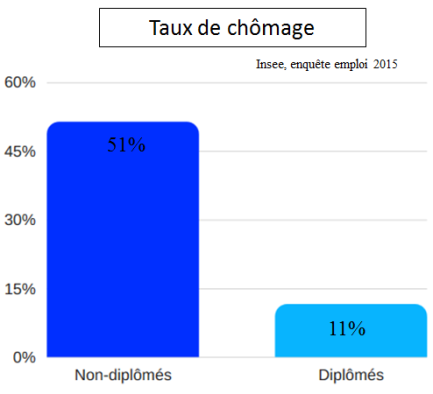 Taux de chômage
Insee, enquête emploi 2015
60%
51%
45%
30%
15%
11%
0%
Non-diplômés
Diplômés